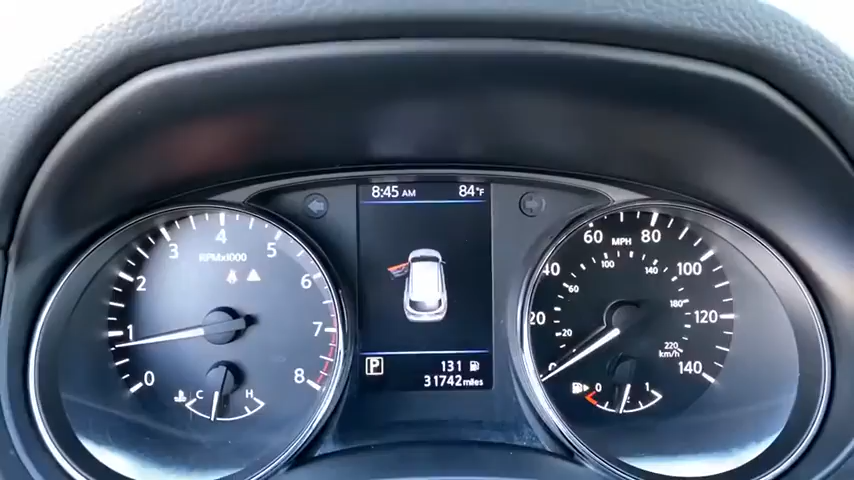 8:45 AM 84°F
4
3 5
RPMx1000
2 6
1 7
0 8
C H
P
131
31742 miles
60 MPH 80
40 100
20 120
0 140
100 140
60 180
20 220
km/h
0 1